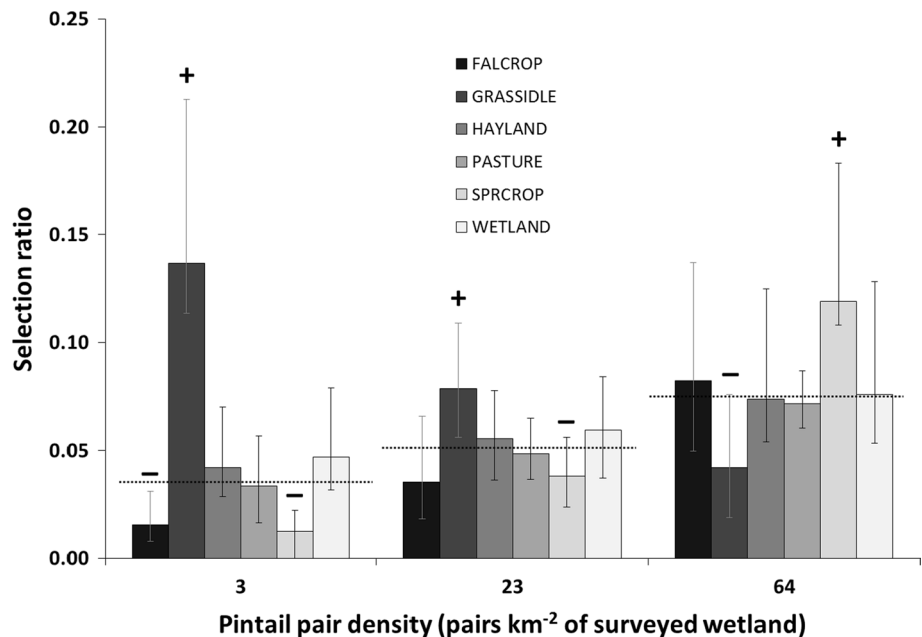 0.25
0.20
0.15
0.10
0.05
0.00
Selection ratio
FALCROP
GRASSIDLE
HAYLAND
PASTURE
SPRCROP
WETLAND
+
+
+
−
−
−
−
3 23 64
Pintail pair density (pairs km⁻² of surveyed wetland)